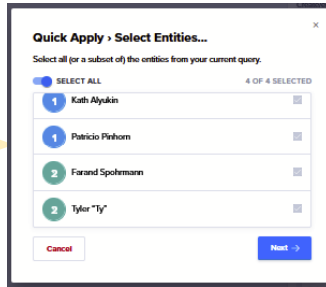 ×
Quick Apply › Select Entities...
Select all (or a subset of) the entities from your current query.
SELECT ALL 4 OF 4 SELECTED
1 Kath Alyukin
1 Patricio Pinhorn
2 Farand Spohrmann
2 Tyler "Ty"
Cancel Next →